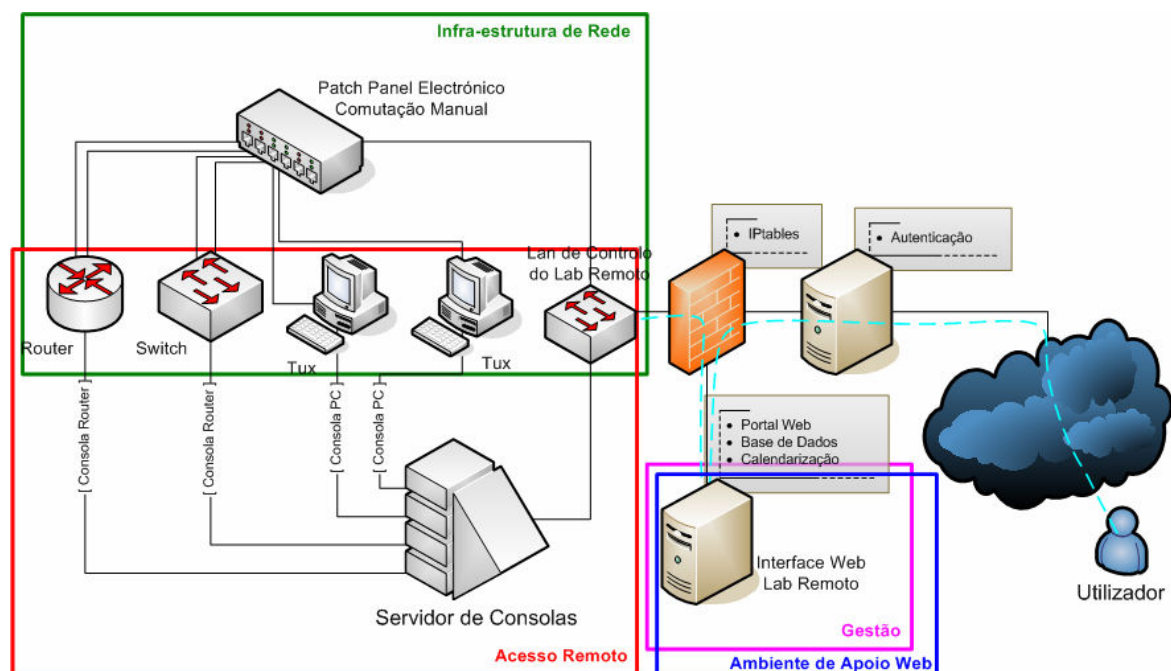 Infra-estrutura de Rede
Patch Panel Electrónico
Comutação Manual
IPtables
Autenticação
Lan de Controlo
do Lab Remoto
Router
Switch
Tux
Tux
[ Consola Router ]
[ Consola Router ]
[ Consola PC ]
[ Consola PC ]
Portal Web
Base de Dados
Calendarização
Servidor de Consolas
Interface Web
Lab Remoto
Utilizador
Gestão
Acesso Remoto
Ambiente de Apoio Web